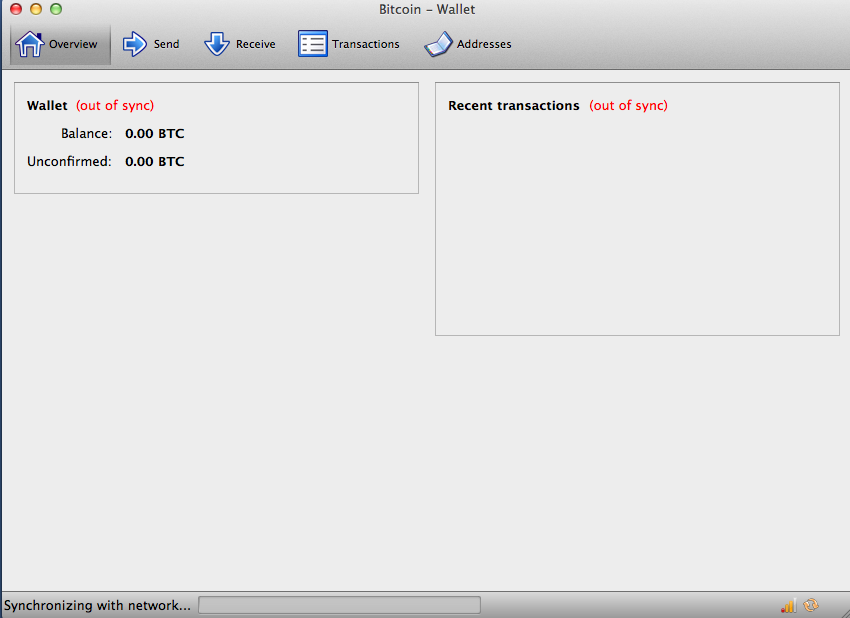 Bitcoin – Wallet
Overview Send Receive Transactions Addresses
Wallet (out of sync)
Balance: 0.00 BTC
Unconfirmed: 0.00 BTC
Recent transactions (out of sync)
Synchronizing with network...